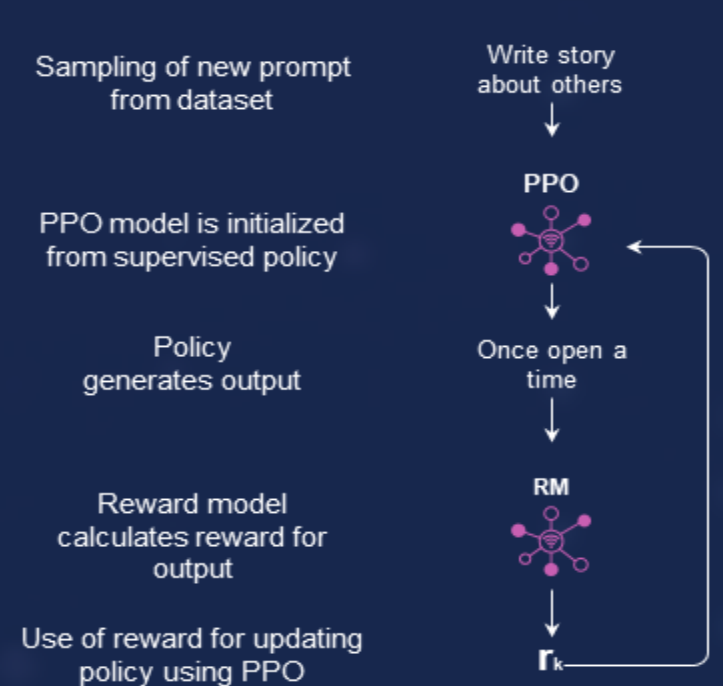 Sampling of new prompt
from dataset
Write story
about others
PPO
PPO model is initialized
from supervised policy
Policy
generates output
Once open a
time
RM
Reward model
calculates reward for
output
Use of reward for updating
policy using PPO
rk